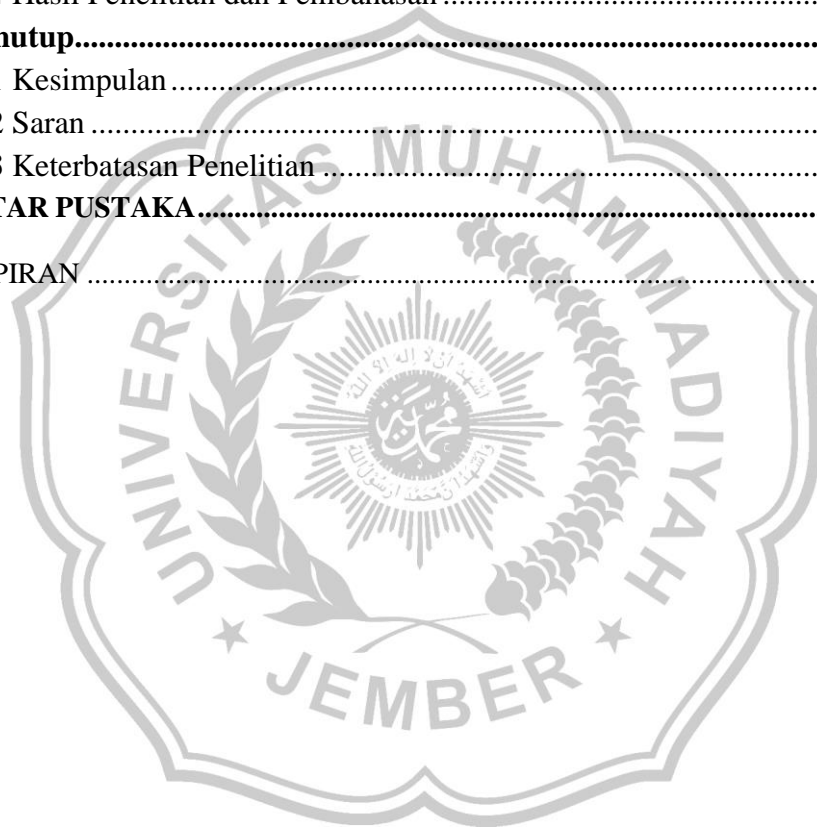 Hasil Penelitian dan Pembahasan ........................................................
nutup..........................................................................................................
Kesimpulan ...........................................................................................
2 Saran .....................................................................................................
3 Keterbatasan Penelitian .......................................................................
TAR PUSTAKA.........................................................................................
PIRAN .......................................................................................................
UNIVERSITAS MUHAMMADIYAH
JEMBER